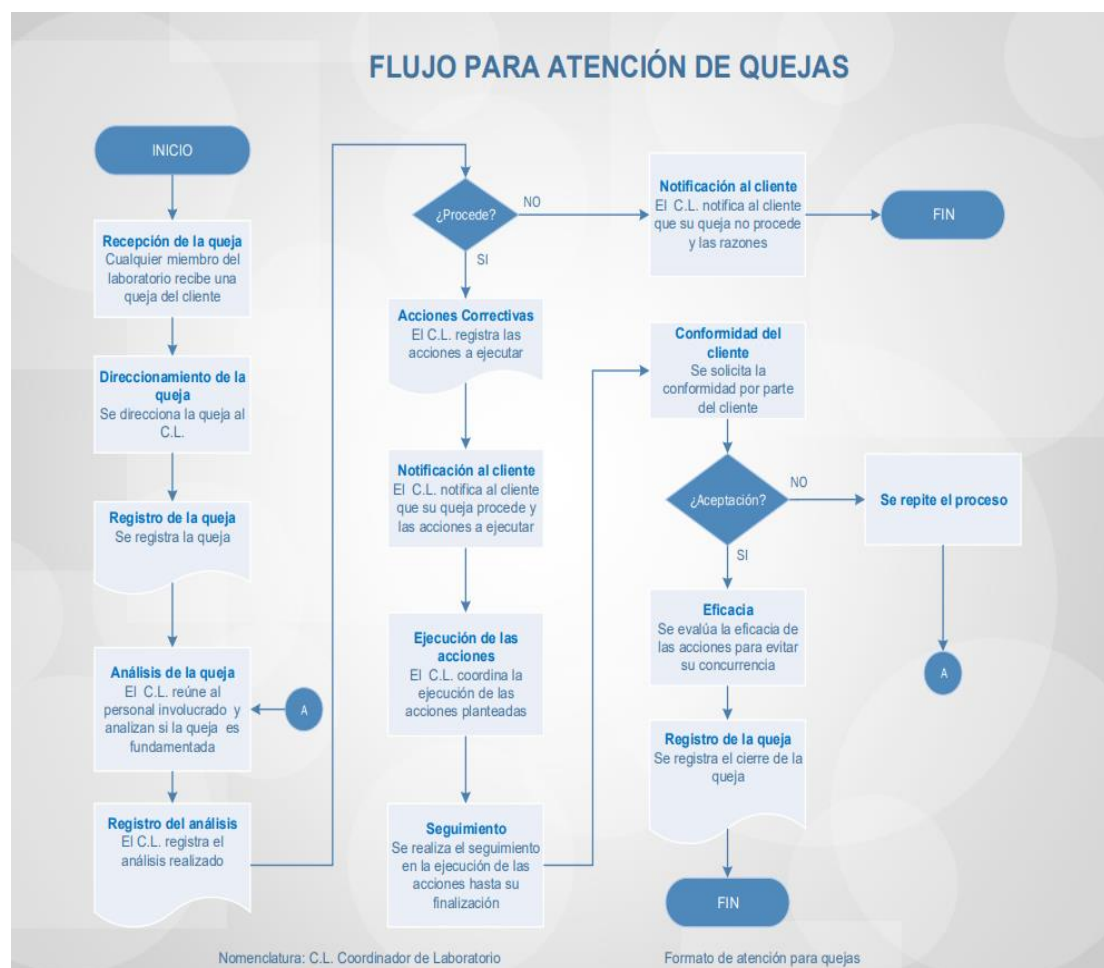 FLUJO PARA ATENCIÓN DE QUEJAS
INICIO
Recepción de la queja
Cualquier miembro del
laboratorio recibe una
queja del cliente
Direccionamiento de la
queja
Se direcciona la queja al
C.L.
Registro de la queja
Se registra la queja
Análisis de la queja
El C.L. reúne al
personal involucrado y
analizan si la queja es
fundamentada
A
Registro del análisis
El C.L. registra el
análisis realizado
¿Procede?
NO
SI
Notificación al cliente
El C.L. notifica al cliente
que su queja no procede
y las razones
FIN
Acciones Correctivas
El C.L. registra las
acciones a ejecutar
Notificación al cliente
El C.L. notifica al cliente
que su queja procede y
las acciones a ejecutar
Ejecución de las
acciones
El C.L. coordina la
ejecución de las
acciones planteadas
Seguimiento
Se realiza el seguimiento
en la ejecución de las
acciones hasta su
finalización
Conformidad del
cliente
Se solicita la
conformidad por parte
del cliente
¿Aceptación?
NO
Se repite el proceso
A
SI
Eficacia
Se evalúa la eficacia de
las acciones para evitar
su concurrencia
Registro de la queja
Se registra el cierre de la
queja
FIN
Nomenclatura: C.L. Coordinador de Laboratorio
Formato de atención para quejas